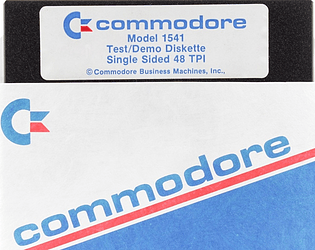 commodore
Model 1541
Test/Demo Diskette
Single Sided 48 TPI
© Commodore Business Machines, Inc.,
commodore